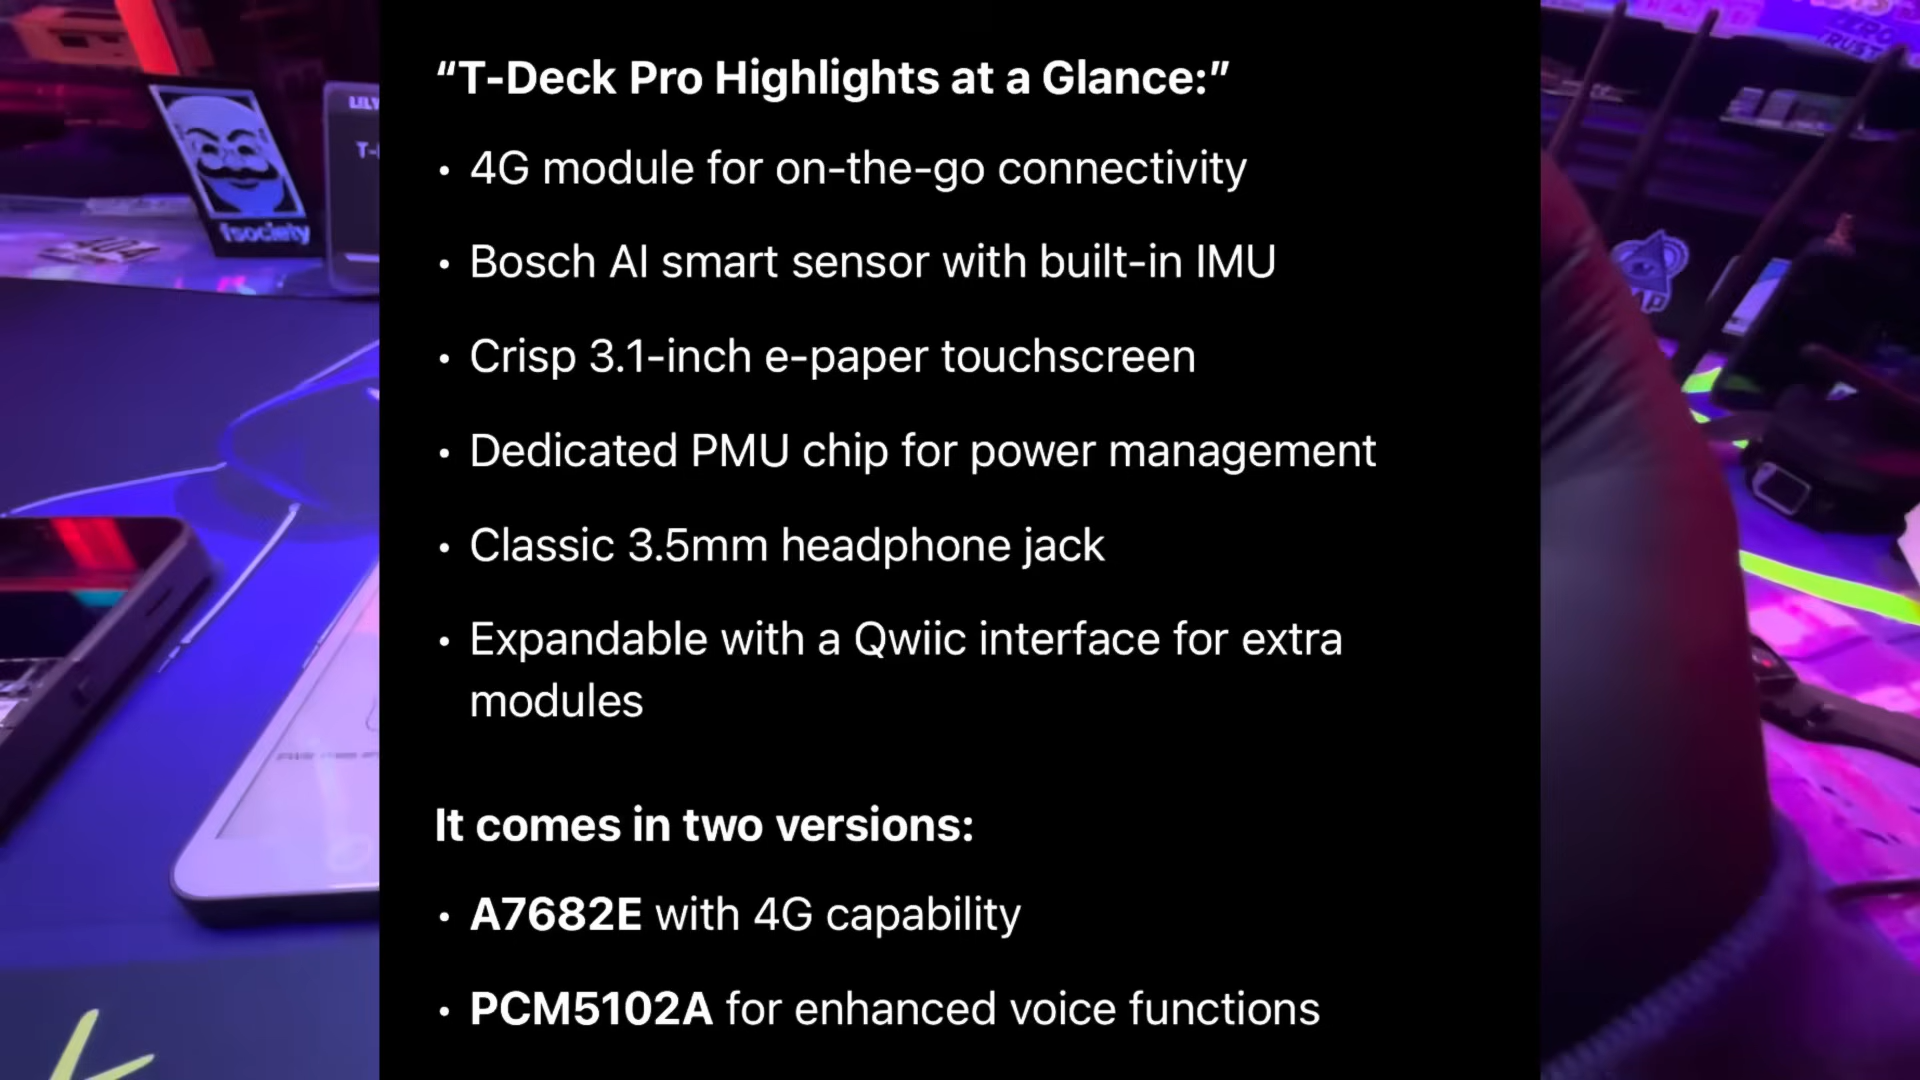 “T-Deck Pro Highlights at a Glance:”
• 4G module for on-the-go connectivity
• Bosch AI smart sensor with built-in IMU
• Crisp 3.1-inch e-paper touchscreen
• Dedicated PMU chip for power management
• Classic 3.5mm headphone jack
• Expandable with a Qwiic interface for extra
modules
It comes in two versions:
• A7682E with 4G capability
• PCM5102A for enhanced voice functions
fsociety